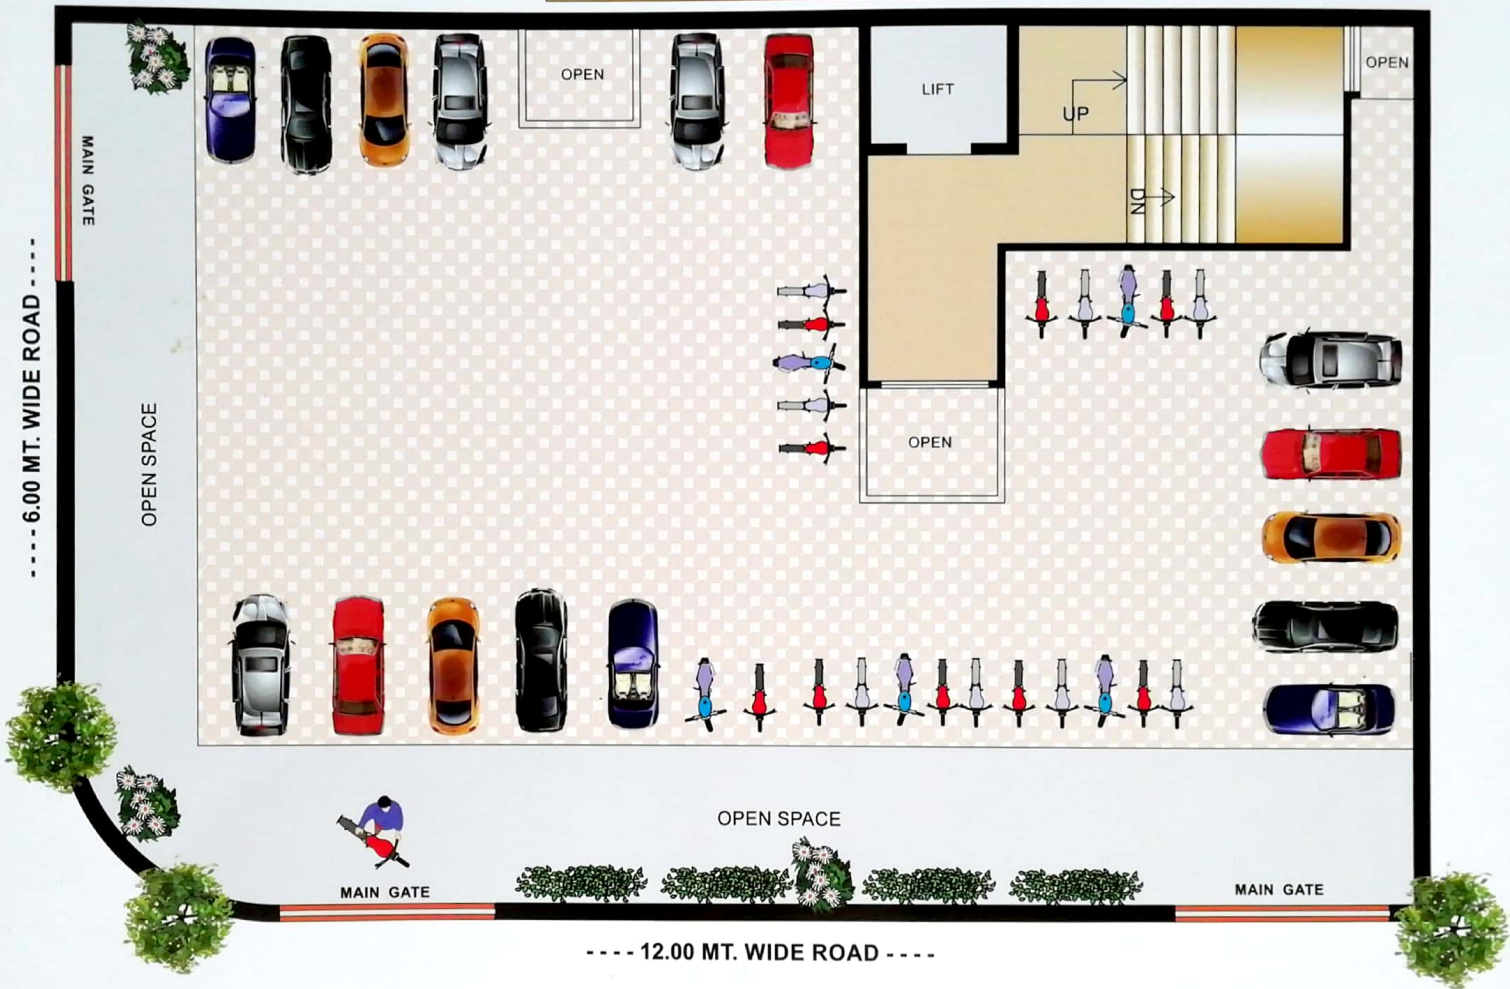 OPEN
LIFT
UP
DN
OPEN
MAIN GATE
---- 6.00 MT. WIDE ROAD ----
OPEN SPACE
OPEN
OPEN SPACE
MAIN GATE
MAIN GATE
---- 12.00 MT. WIDE ROAD ----